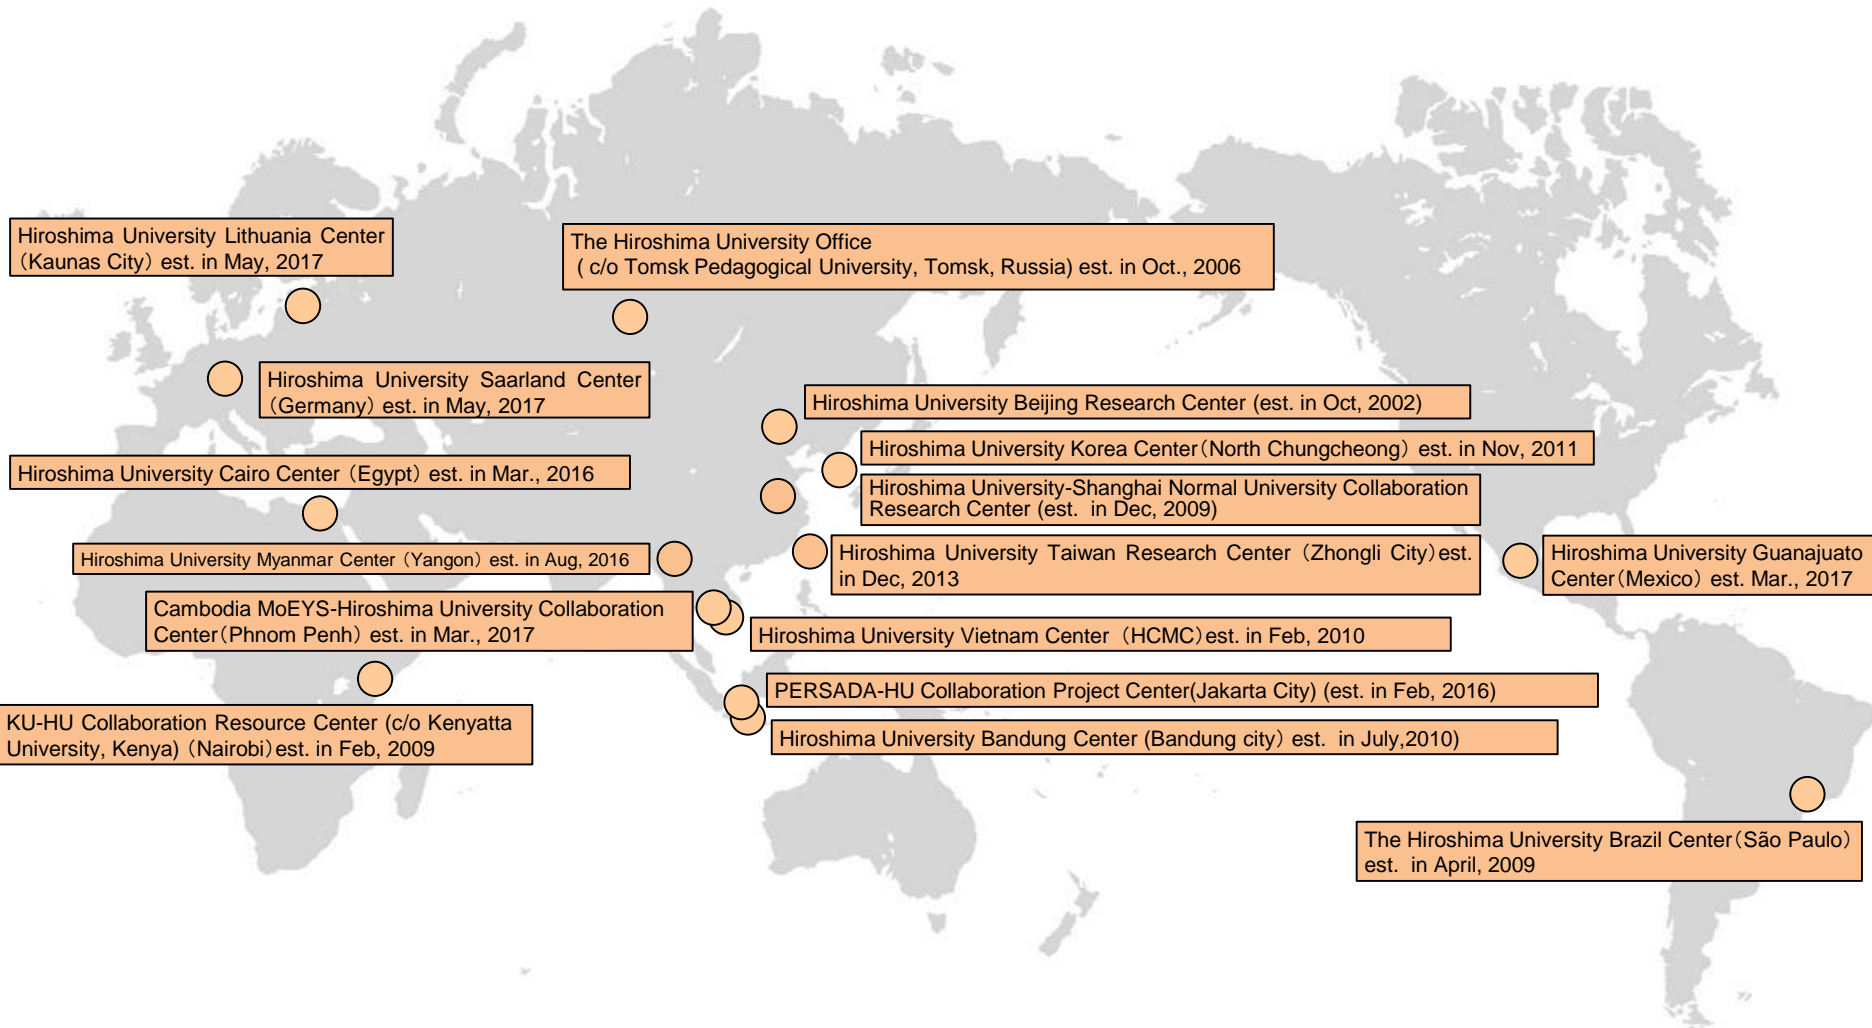 Hiroshima University Lithuania Center
（Kaunas City） est. in May, 2017
The Hiroshima University Office
( c/o Tomsk Pedagogical University, Tomsk, Russia) est. in Oct., 2006
Hiroshima University Saarland Center
（Germany） est. in May, 2017
Hiroshima University Beijing Research Center (est. in Oct, 2002)
Hiroshima University Korea Center（North Chungcheong） est. in Nov, 2011
Hiroshima University Cairo Center （Egypt） est. in Mar., 2016
Hiroshima University-Shanghai Normal University Collaboration
Research Center (est.  in Dec, 2009)
Hiroshima University Myanmar Center （Yangon） est. in Aug, 2016
Hiroshima University Taiwan Research Center （Zhongli City）est.
in Dec, 2013
Hiroshima University Guanajuato
Center（Mexico） est. Mar., 2017
Cambodia MoEYS-Hiroshima University Collaboration
Center（Phnom Penh） est. in Mar., 2017
Hiroshima University Vietnam Center （HCMC）est. in Feb, 2010
PERSADA-HU Collaboration Project Center(Jakarta City) (est. in Feb, 2016)
KU-HU Collaboration Resource Center (c/o Kenyatta
University, Kenya) （Nairobi）est. in Feb, 2009
Hiroshima University Bandung Center (Bandung city） est.  in July,2010)
The Hiroshima University Brazil Center（São Paulo）
est.  in April, 2009